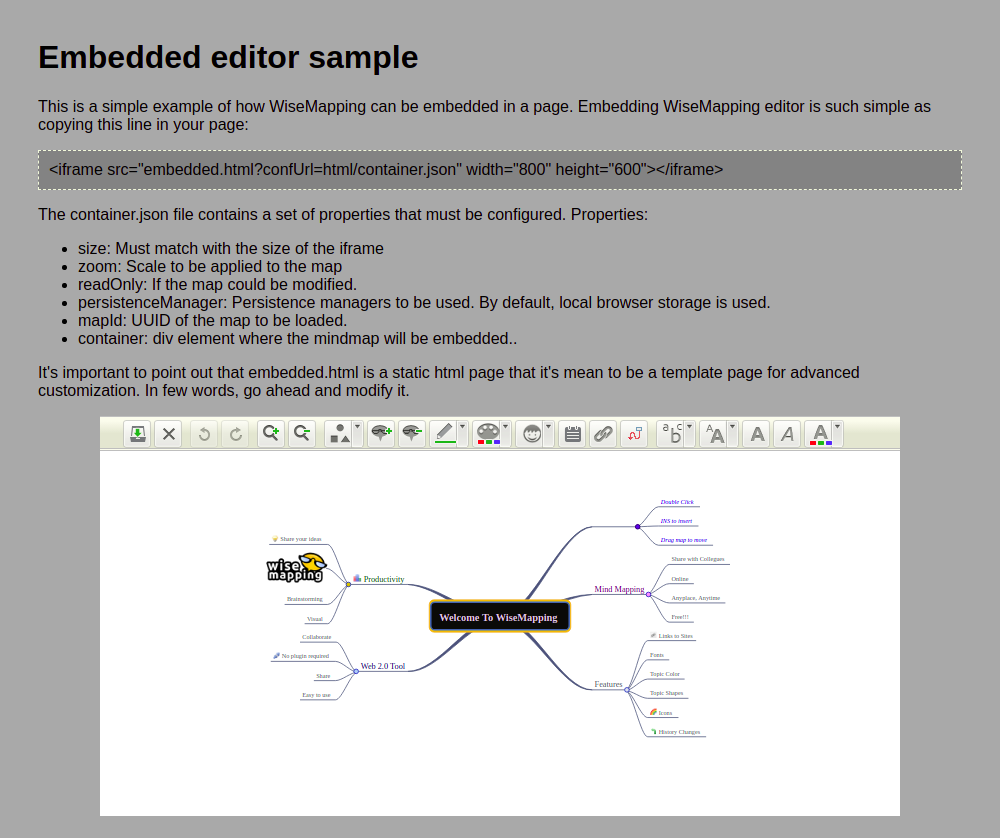 Embedded editor sample
This is a simple example of how WiseMapping can be embedded in a page. Embedding WiseMapping editor is such simple as
copying this line in your page:
<iframe src="embedded.html?confUrl=html/container.json" width="800" height="600"></iframe>
The container.json file contains a set of properties that must be configured. Properties:
size: Must match with the size of the iframe
zoom: Scale to be applied to the map
readOnly: If the map could be modified.
persistenceManager: Persistence managers to be used. By default, local browser storage is used.
mapId: UUID of the map to be loaded.
container: div element where the mindmap will be embedded..
It's important to point out that embedded.html is a static html page that it's mean to be a template page for advanced
customization. In few words, go ahead and modify it.
a b c
A A
A
A
A
Double Click
INS to insert
Drag map to move
Share your ideas
wise
mapping
Productivity
Brainstorming
Visual
Share with Collegues
Mind Mapping
Online
Anyplace, Anytime
Free!!!
Welcome To WiseMapping
Collaborate
No plugin required
Web 2.0 Tool
Share
Easy to use
Links to Sites
Fonts
Topic Color
Features
Topic Shapes
Icons
History Changes